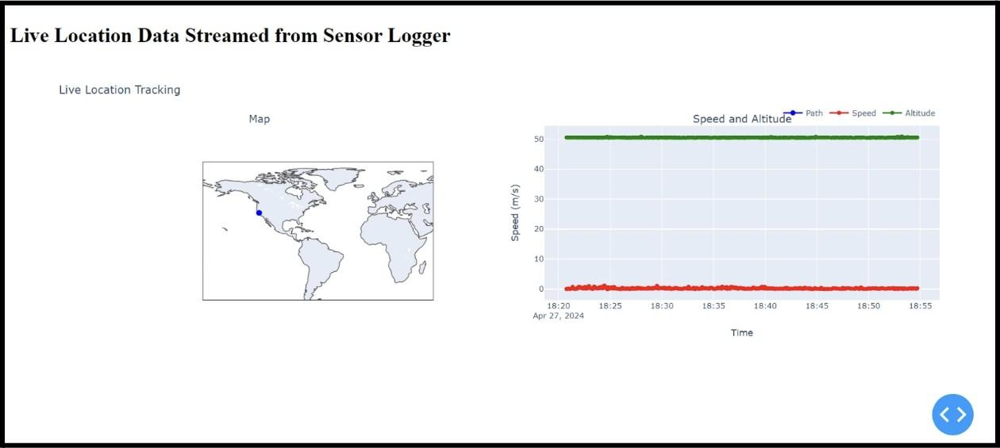 Live Location Data Streamed from Sensor Logger
Live Location Tracking
Map
Speed and Altitude
Path
Speed
Altitude
Speed (m/s)
50
40
30
20
10
0
18:20 18:25 18:30 18:35 18:40 18:45 18:50 18:55
Apr 27, 2024
Time